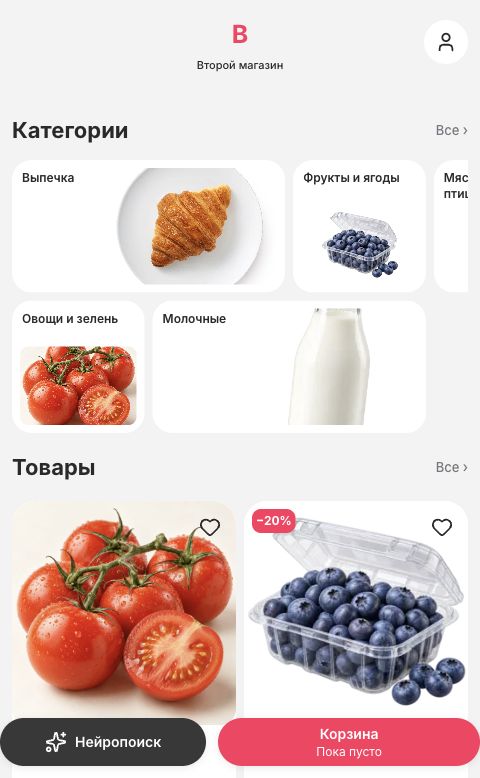 В
Второй магазин
Категории
Все ›
Выпечка
Фрукты и ягоды
Овощи и зелень
Молочные
Товары
Все ›
−20%
Нейропоиск
Корзина
Пока пусто